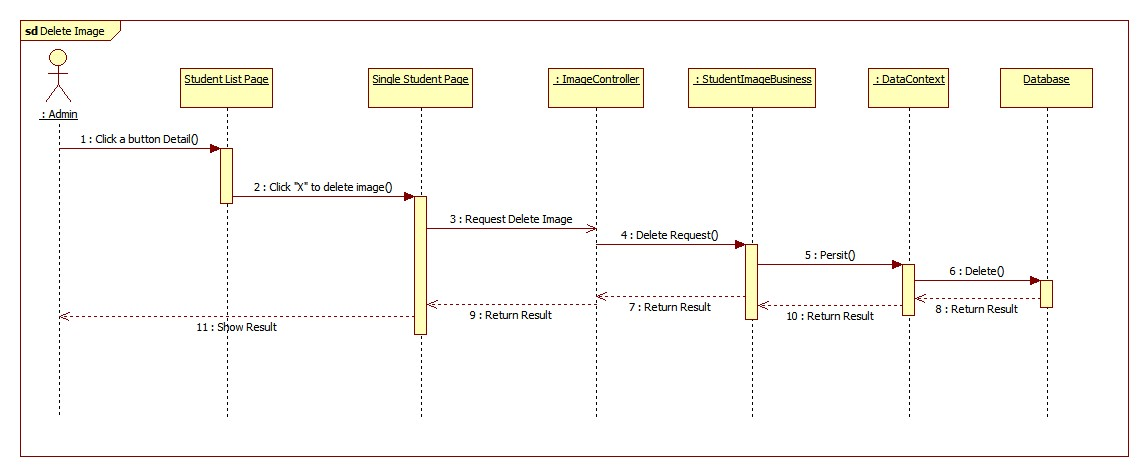 sd Delete Image
: Admin
Student List Page
Single Student Page
: ImageController
: StudentImageBusiness
: DataContext
Database
1 : Click a button Detail()
2 : Click "X" to delete image()
3 : Request Delete Image
4 : Delete Request()
5 : Persit()
6 : Delete()
7 : Return Result
8 : Return Result
9 : Return Result
10 : Return Result
11 : Show Result